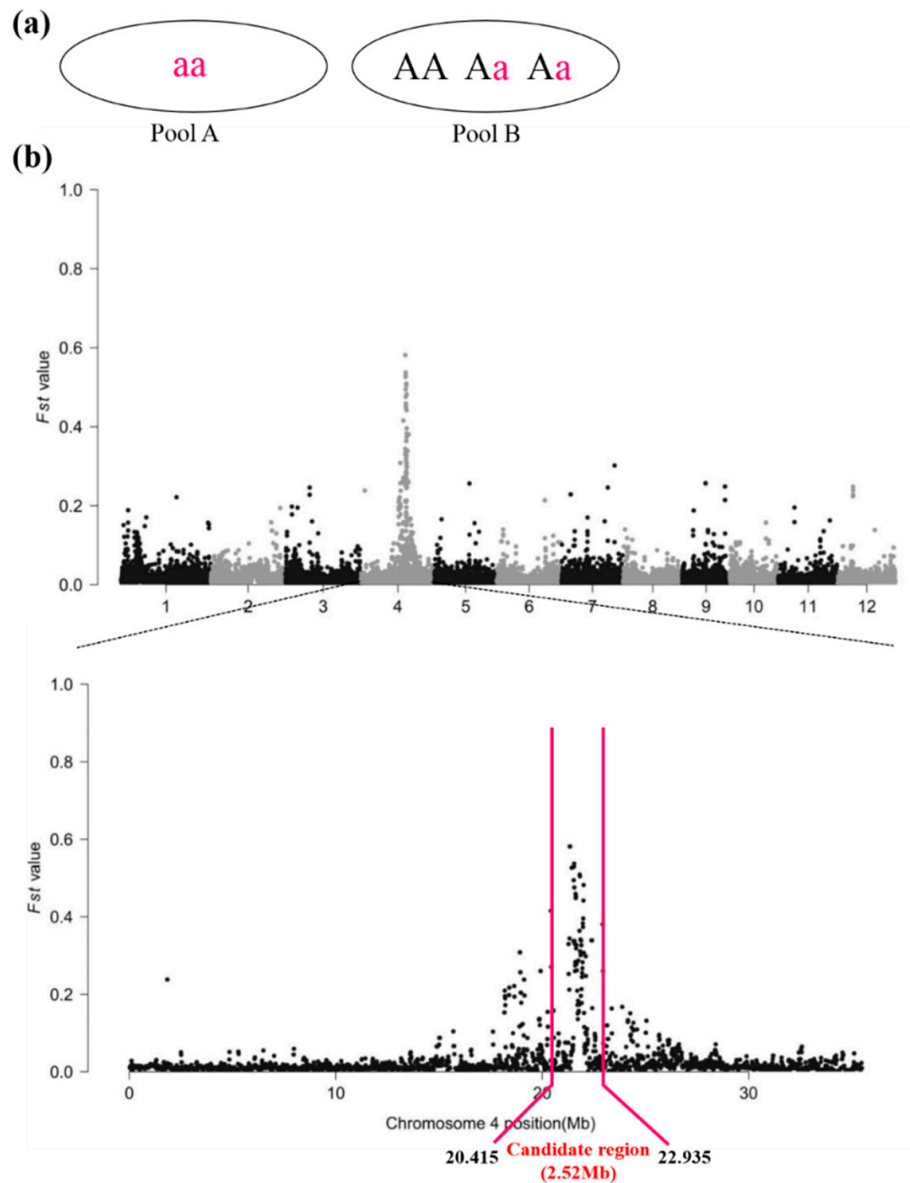 (a)
aa
AA Aa Aa
Pool A
Pool B
(b)
1.0
0.8
0.6
0.4
0.2
0.0
Fst value
1 2 3 4 5 6 7 8 9 10 11 12
1.0
0.8
0.6
0.4
0.2
0.0
Fst value
0 10 20 30
Chromosome 4 position(Mb)
20.415 Candidate region 22.935
(2.52Mb)